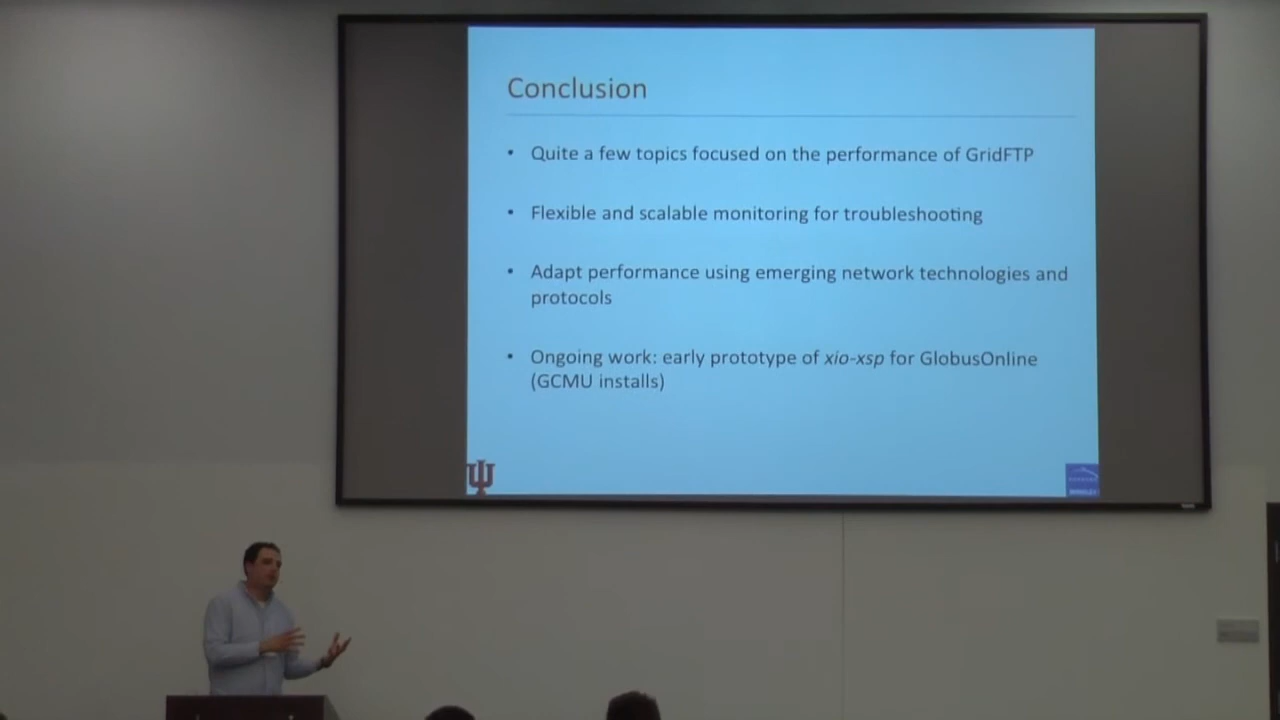 Conclusion
• Quite a few topics focused on the performance of GridFTP
• Flexible and scalable monitoring for troubleshooting
• Adapt performance using emerging network technologies and
protocols
• Ongoing work: early prototype of xio-xsp for GlobusOnline
(GCMU installs)